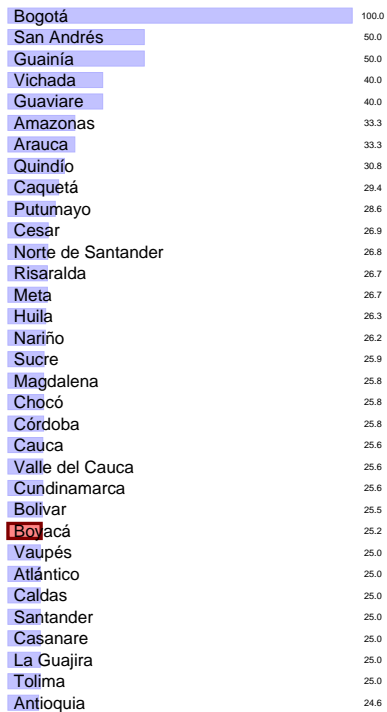 Bogotá 100.0
San Andrés 50.0
Guainía 50.0
Vichada 40.0
Guaviare 40.0
Amazonas 33.3
Arauca 33.3
Quindío 30.8
Caquetá 29.4
Putumayo 28.6
Cesar 26.9
Norte de Santander 26.8
Risaralda 26.7
Meta 26.7
Huila 26.3
Nariño 26.2
Sucre 25.9
Magdalena 25.8
Chocó 25.8
Córdoba 25.8
Cauca 25.6
Valle del Cauca 25.6
Cundinamarca 25.6
Bolivar 25.5
Boyacá 25.2
Vaupés 25.0
Atlántico 25.0
Caldas 25.0
Santander 25.0
Casanare 25.0
La Guajira 25.0
Tolima 25.0
Antioquia 24.6